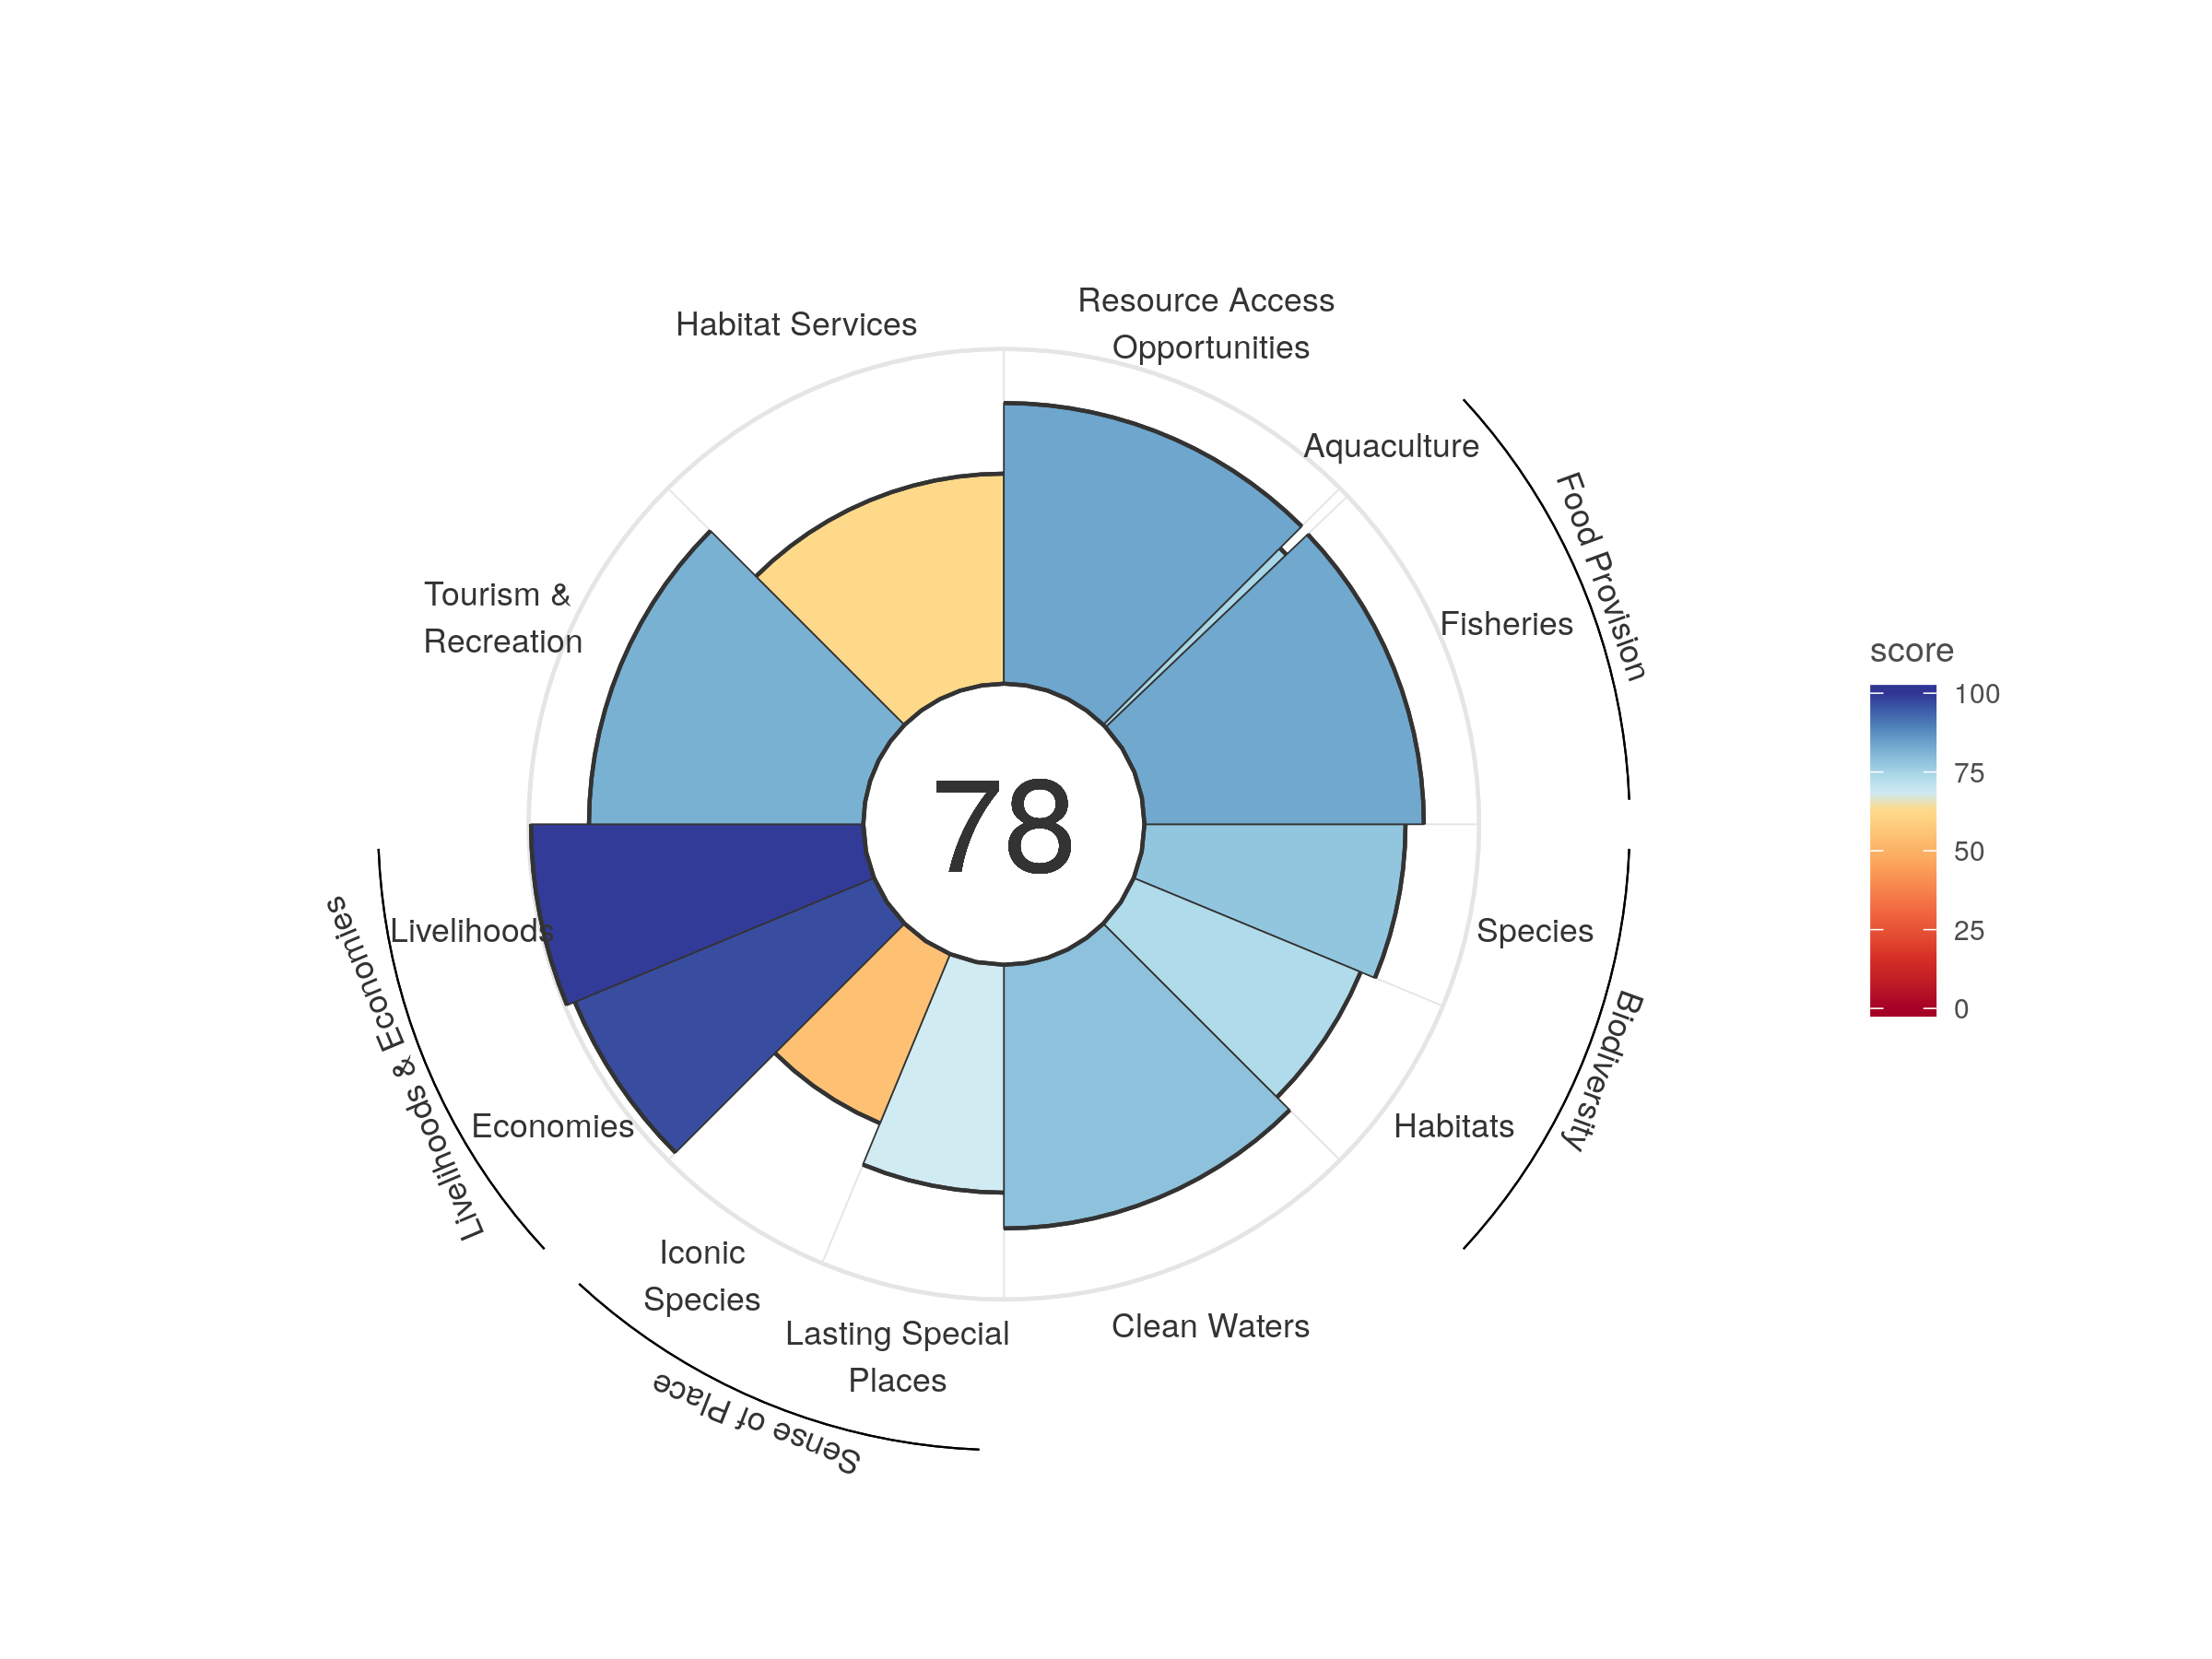 Resource Access
Opportunities
Habitat Services
Aquaculture
Food Provision
Tourism &
Recreation
Fisheries
score
100
75
50
25
0
78
Livelihoods
Species
Livelihoods & Economies
Biodiversity
Economies
Habitats
Iconic
Species
Lasting Special
Places
Clean Waters
Sense of Place